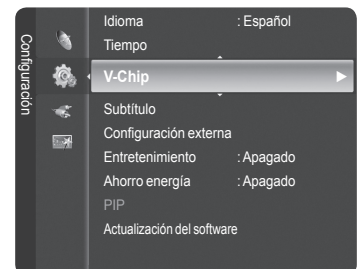 Configuración
Idioma : Español
Tiempo
V-Chip
Subtítulo
Configuración externa
Entretenimiento : Apagado
Ahorro energía : Apagado
PIP
Actualización del software